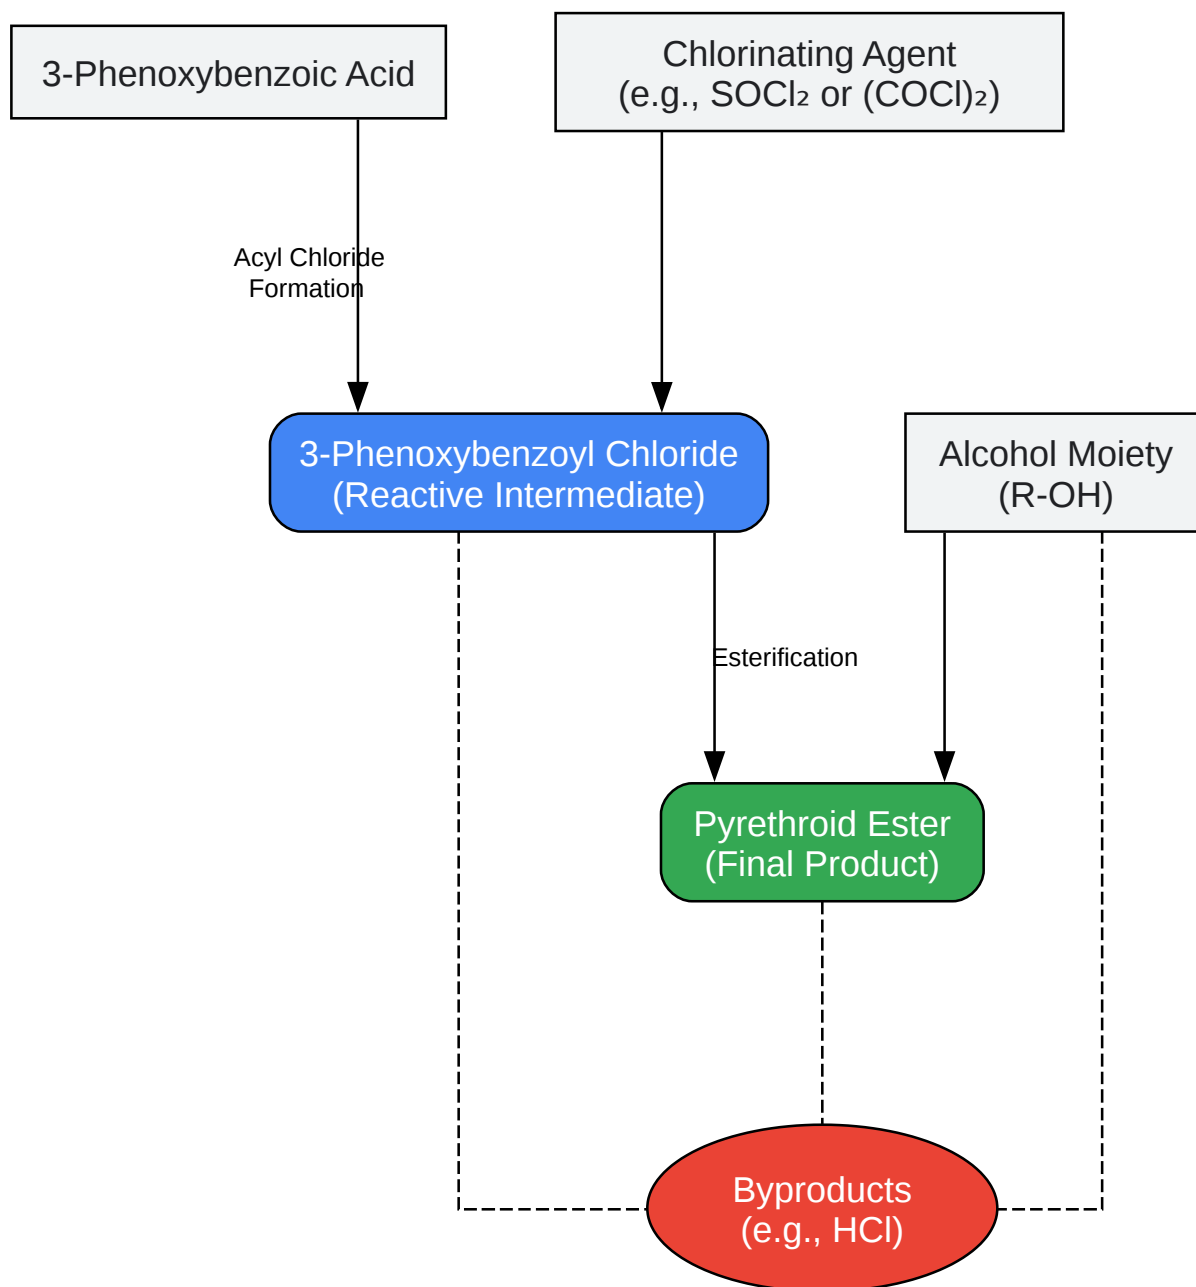 3-Phenoxybenzoic Acid
Chlorinating Agent
(e.g., SOCl₂ or (COCl)₂)
Acyl Chloride
Formation
3-Phenoxybenzoyl Chloride
(Reactive Intermediate)
Alcohol Moiety
(R-OH)
Esterification
Pyrethroid Ester
(Final Product)
Byproducts
(e.g., HCl)